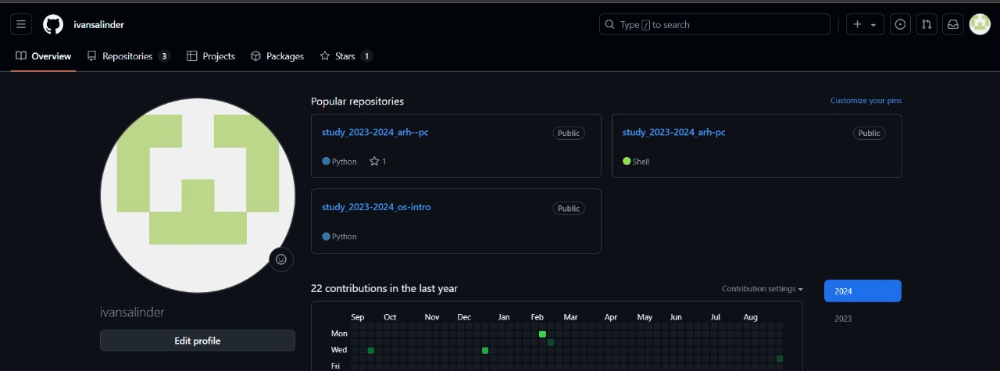 ivansalinder
Type / to search
Overview
Repositories 3
Projects
Packages
Stars 1
Popular repositories
Customize your pins
study_2023-2024_arh--pc
Public
Python
1
study_2023-2024_arh-pc
Public
Shell
study_2023-2024_os-intro
Public
Python
22 contributions in the last year
Contribution settings
2024
2023
Sep Oct Nov Dec Jan Feb Mar Apr May Jun Jul Aug
Mon
Wed
Fri
ivansalinder
Edit profile